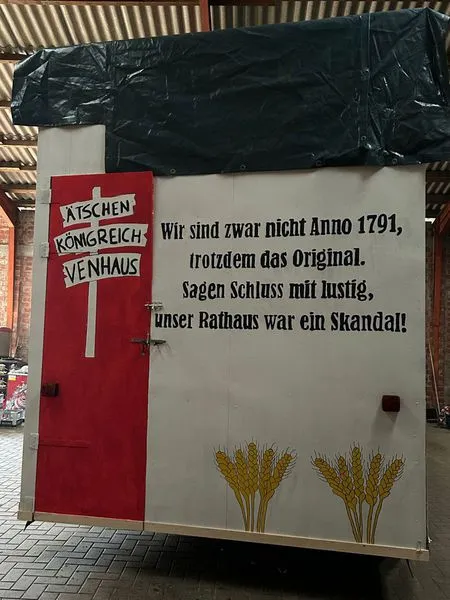 ÄTSCHEN
KÖNIGREICH
VENHAUS
Wir sind zwar nicht Anno 1791,
trotzdem das Original.
Sagen Schluss mit lustig,
unser Rathaus war ein Skandal!